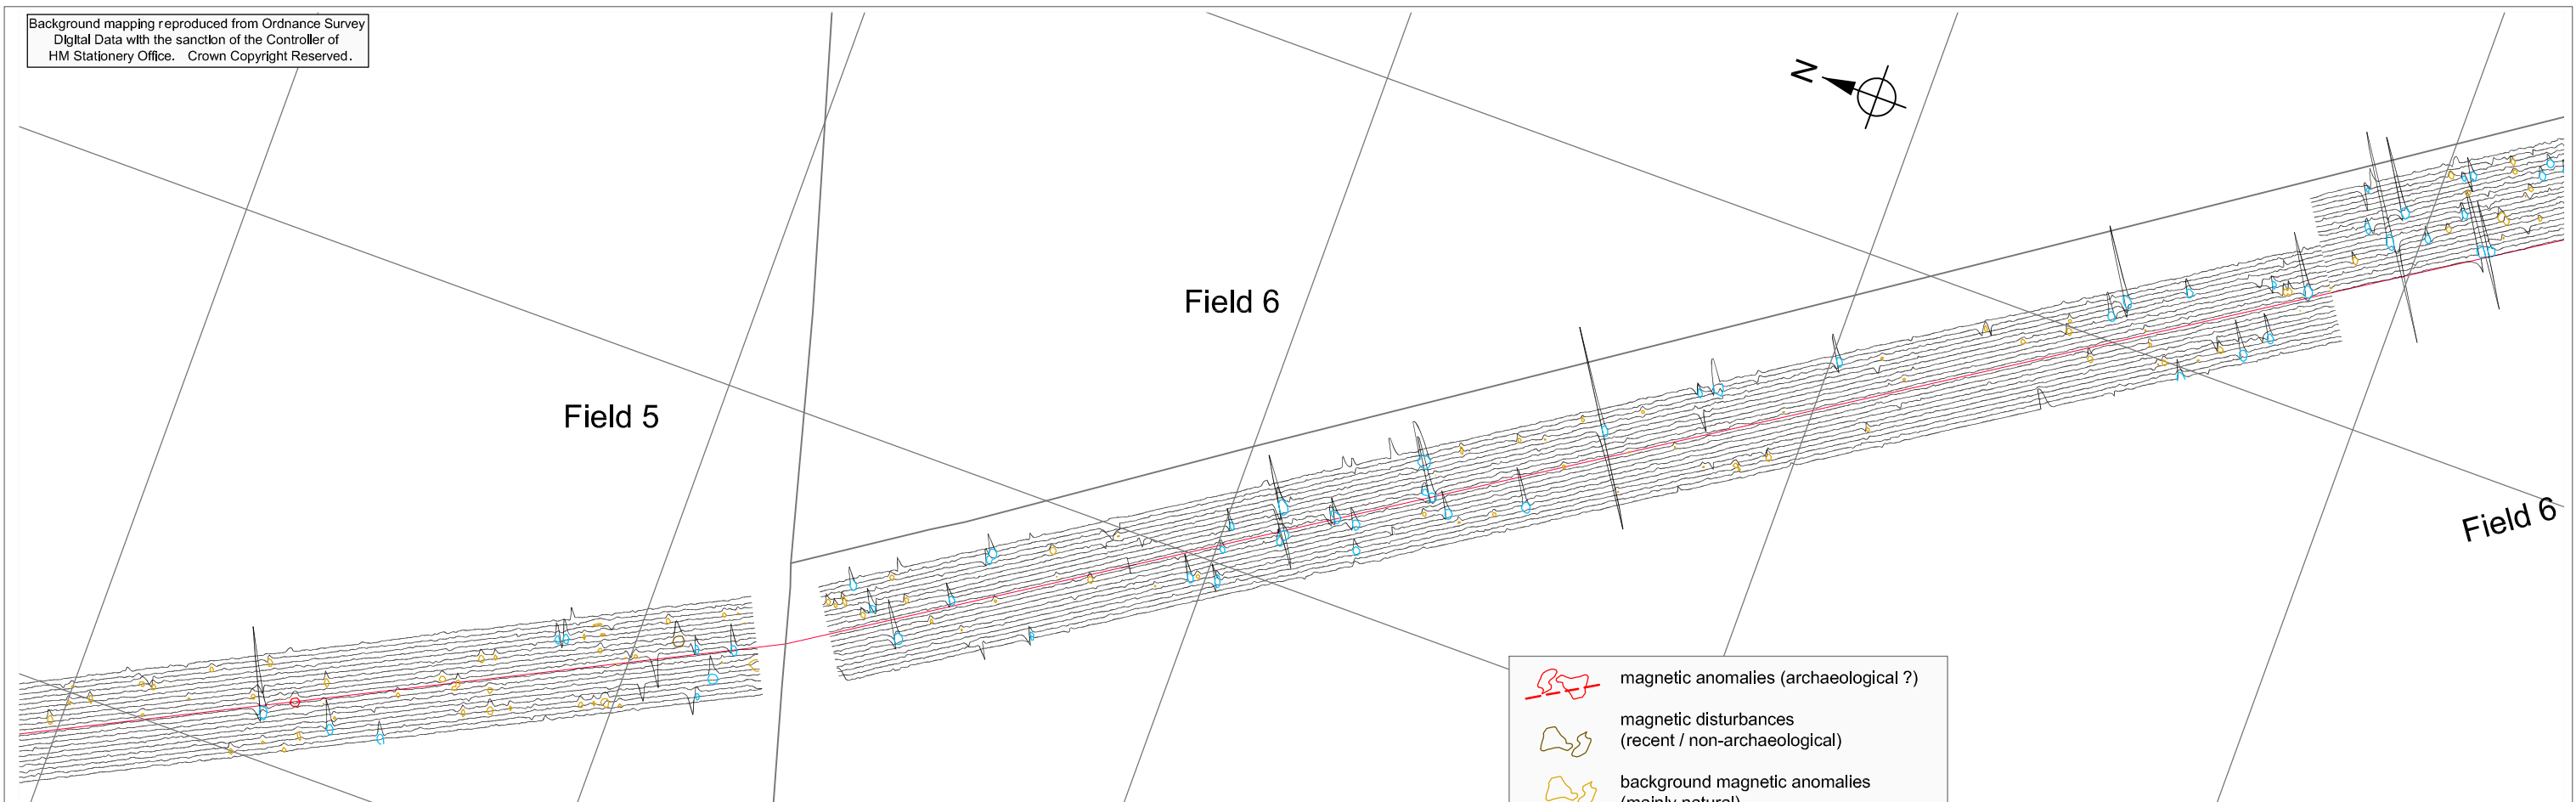 Background mapping reproduced from Ordnance Survey
Digital Data with the sanction of the Controller of
HM Stationery Office. Crown Copyright Reserved.
N
Field 6
Field 5
Field 6
magnetic anomalies (archaeological ?)
magnetic disturbances
(recent / non-archaeological)
background magnetic anomalies
(mainly natural)